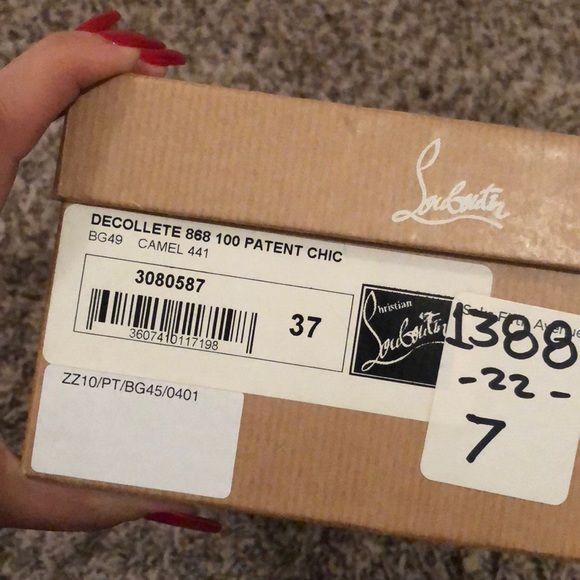 Louboutin
DECOLLETE 868 100 PATENT CHIC
BG49 CAMEL 441
3080587
37
3607410117198
Christian
Louboutin
ZZ10/PT/BG45/0401
Avenue
1388
-22-
7